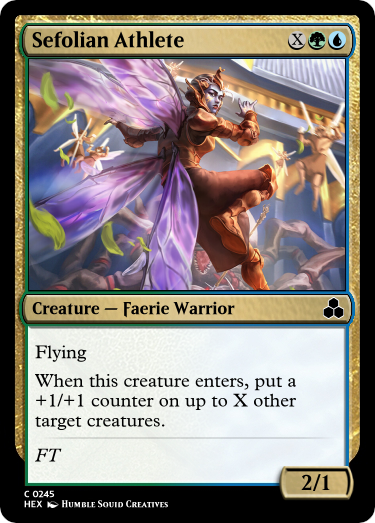 Sefolian Athlete X
Creature — Faerie Warrior
Flying
When this creature enters, put a
+1/+1 counter on up to X other
target creatures.
FT
2/1
C 0245
HEX Humble Squid Creatives